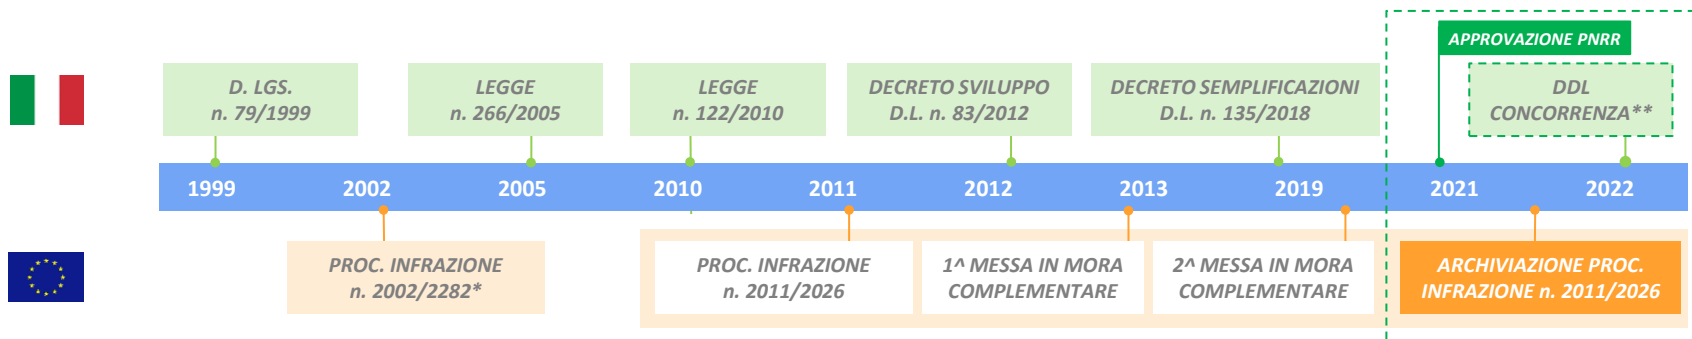 APPROVAZIONE PNRR
D. LGS.
n. 79/1999
LEGGE
n. 266/2005
LEGGE
n. 122/2010
DECRETO SVILUPPO
D.L. n. 83/2012
DECRETO SEMPLIFICAZIONI
D.L. n. 135/2018
DDL
CONCORRENZA**
1999 2002 2005 2010 2011 2012 2013 2019 2021 2022
PROC. INFRAZIONE
n. 2002/2282*
PROC. INFRAZIONE
n. 2011/2026
1^ MESSA IN MORA
COMPLEMENTARE
2^ MESSA IN MORA
COMPLEMENTARE
ARCHIVIAZIONE PROC.
INFRAZIONE n. 2011/2026